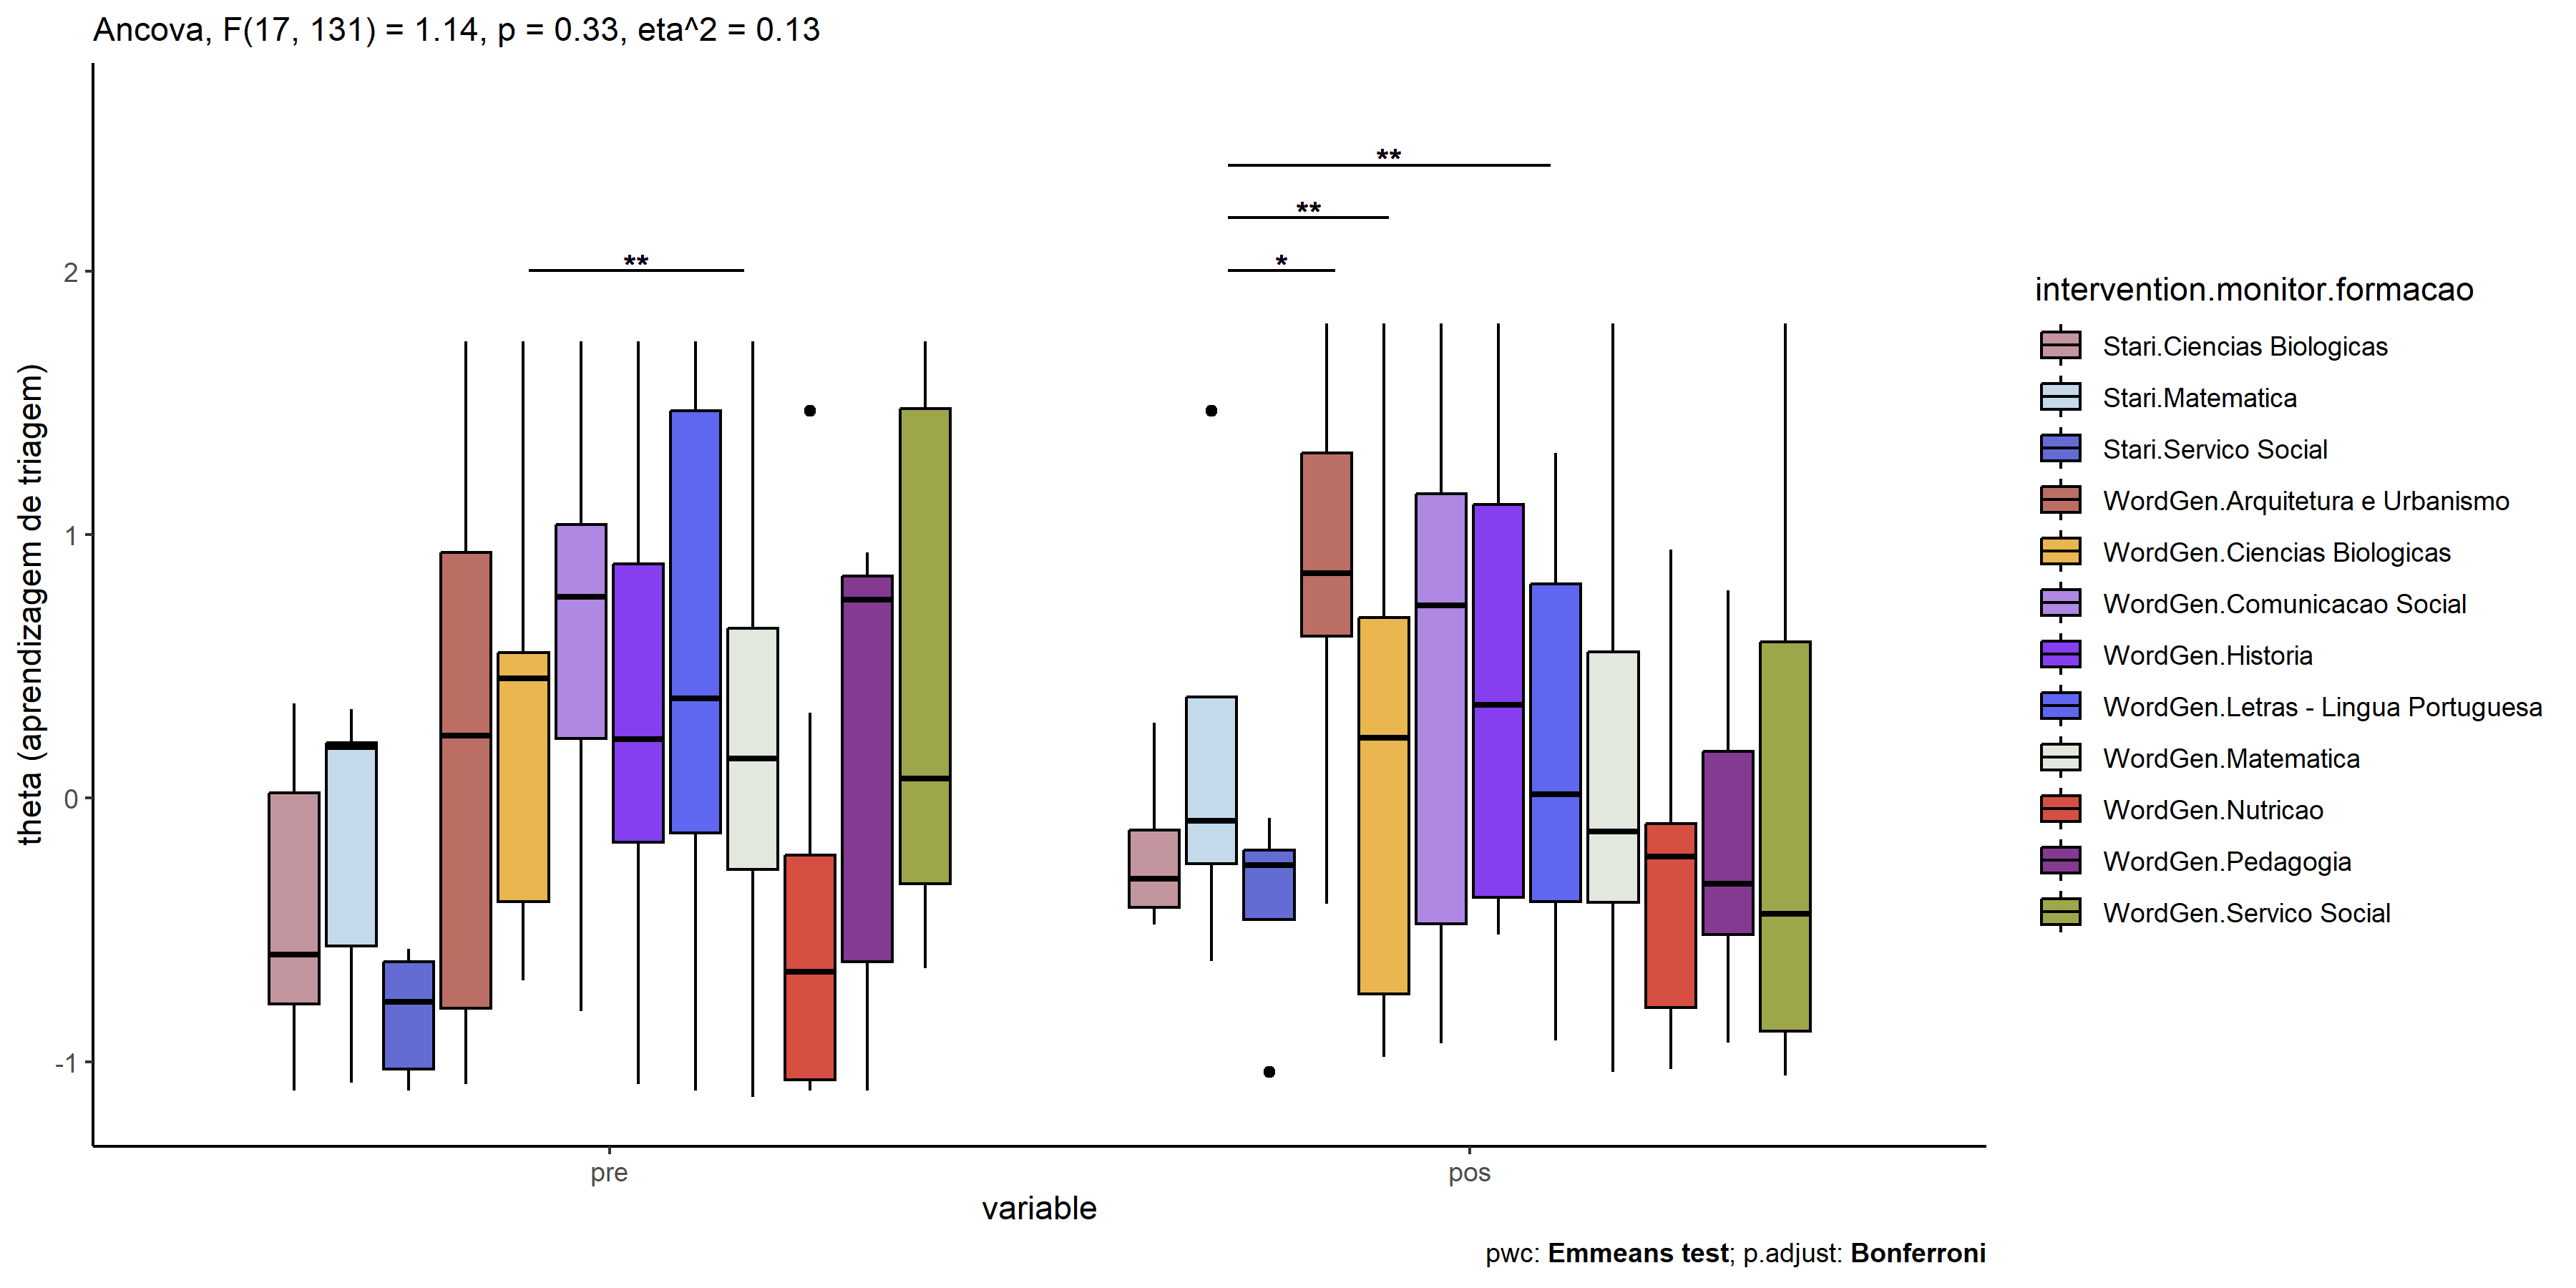 Ancova, F(17, 131) = 1.14, p = 0.33, eta^2 = 0.13
**
**
**
*
2
1
0
-1
theta (aprendizagem de triagem)
pre
pos
variable
pwc: Emmeans test; p.adjust: Bonferroni
intervention.monitor.formacao
Stari.Ciencias Biologicas
Stari.Matematica
Stari.Servico Social
WordGen.Arquitetura e Urbanismo
WordGen.Ciencias Biologicas
WordGen.Comunicacao Social
WordGen.Historia
WordGen.Letras - Lingua Portuguesa
WordGen.Matematica
WordGen.Nutricao
WordGen.Pedagogia
WordGen.Servico Social